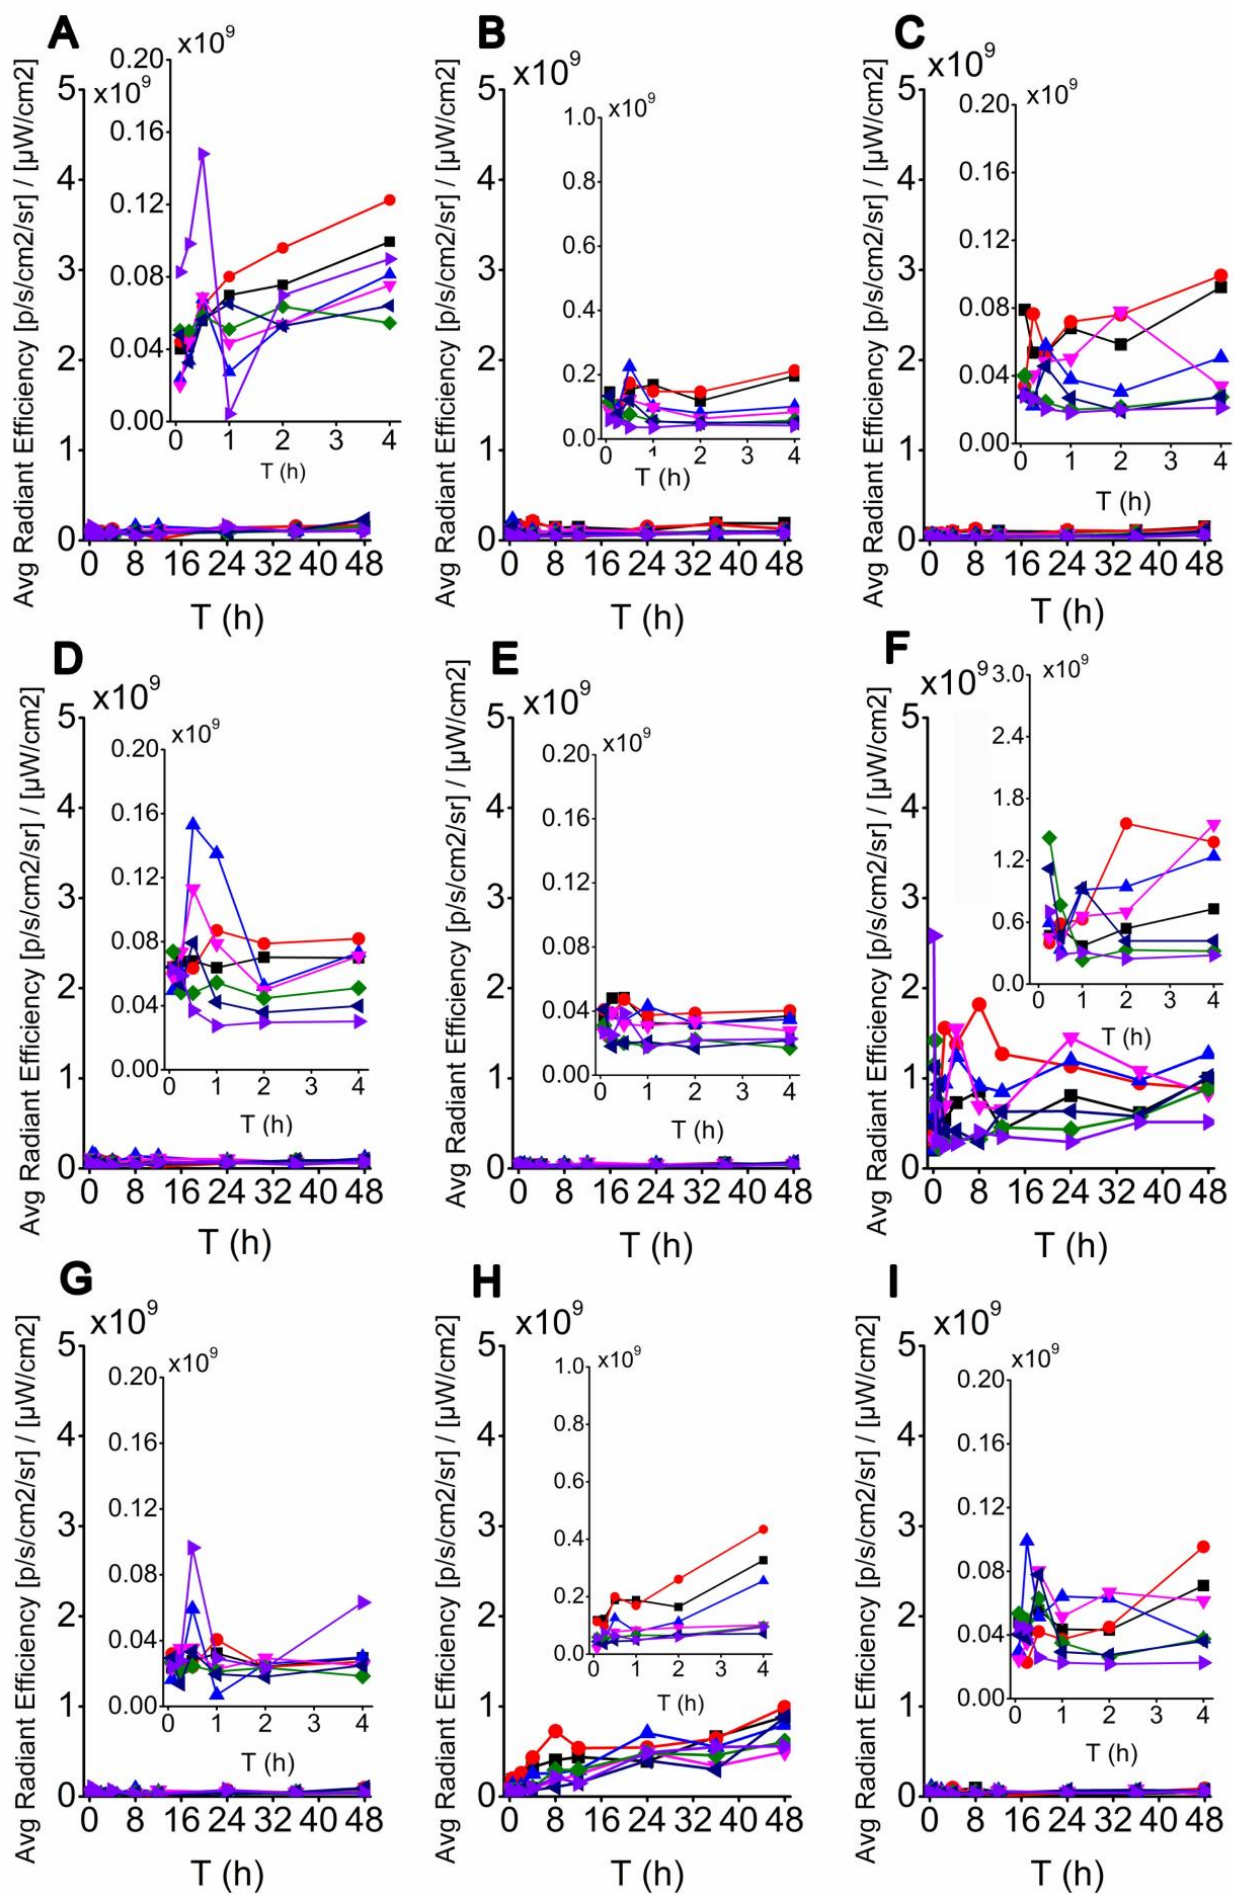 A
Avg Radiant Efficiency [p/s/cm2/sr] / [µW/cm2]
5
4
3
2
1
0
x10^9
0 8 16 24 32 40 48
T (h)
x10^9
0.20
0.16
0.12
0.08
0.04
0.00
0 1 2 3 4
T (h)
B
Avg Radiant Efficiency [p/s/cm2/sr] / [µW/cm2]
x10^9
5
4
3
2
1
0
0 8 16 24 32 40 48
T (h)
x10^9
1.0
0.8
0.6
0.4
0.2
0.0
0 1 2 3 4
T (h)
C
Avg Radiant Efficiency [p/s/cm2/sr] / [µW/cm2]
x10^9
5
4
3
2
1
0
0 8 16 24 32 40 48
T (h)
x10^9
0.20
0.16
0.12
0.08
0.04
0.00
0 1 2 3 4
T (h)
D
Avg Radiant Efficiency [p/s/cm2/sr] / [µW/cm2]
x10^9
5
4
3
2
1
0
0 8 16 24 32 40 48
T (h)
x10^9
0.20
0.16
0.12
0.08
0.04
0.00
0 1 2 3 4
T (h)
E
Avg Radiant Efficiency [p/s/cm2/sr] / [µW/cm2]
x10^9
5
4
3
2
1
0
0 8 16 24 32 40 48
T (h)
x10^9
0.20
0.16
0.12
0.08
0.04
0.00
0 1 2 3 4
T (h)
F
Avg Radiant Efficiency [p/s/cm2/sr] / [µW/cm2]
x10^9
5
4
3
2
1
0
0 8 16 24 32 40 48
T (h)
x10^9
3.0
2.4
1.8
1.2
0.6
0.0
0 1 2 3 4
T (h)
G
Avg Radiant Efficiency [p/s/cm2/sr] / [µW/cm2]
x10^9
5
4
3
2
1
0
0 8 16 24 32 40 48
T (h)
x10^9
0.20
0.16
0.12
0.08
0.04
0.00
0 1 2 3 4
T (h)
H
Avg Radiant Efficiency [p/s/cm2/sr] / [µW/cm2]
x10^9
5
4
3
2
1
0
0 8 16 24 32 40 48
T (h)
x10^9
1.0
0.8
0.6
0.4
0.2
0.0
0 1 2 3 4
T (h)
I
Avg Radiant Efficiency [p/s/cm2/sr] / [µW/cm2]
x10^9
5
4
3
2
1
0
0 8 16 24 32 40 48
T (h)
x10^9
0.20
0.16
0.12
0.08
0.04
0.00
0 1 2 3 4
T (h)